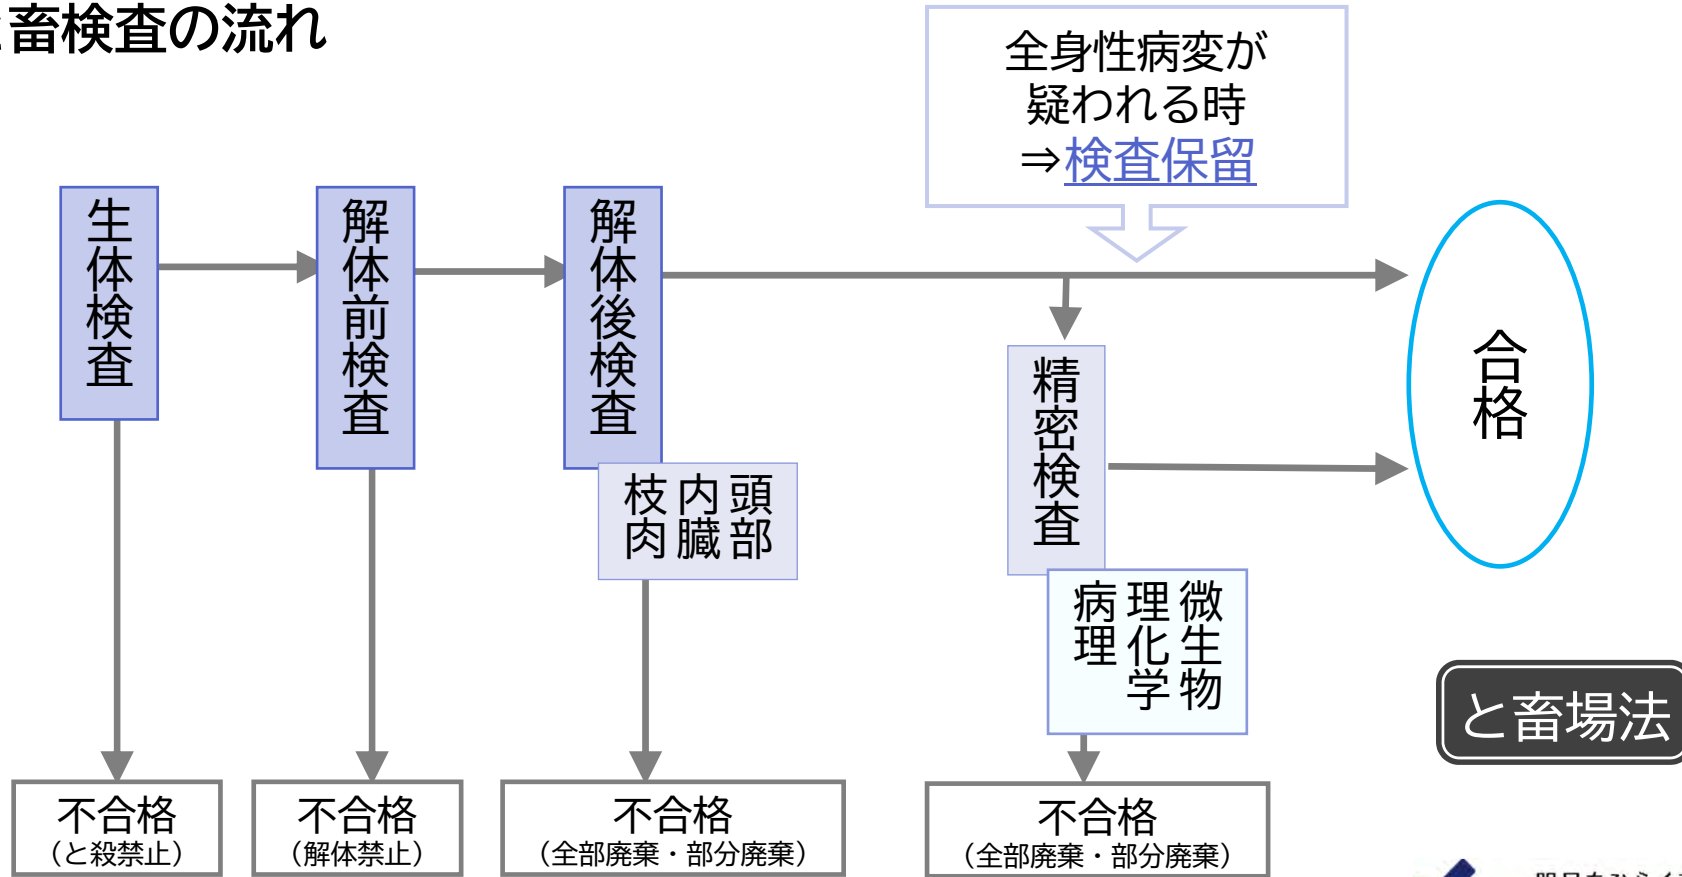 畜検査の流れ
全身性病変が
疑われる時
⇒検査保留
生体検査
解体前検査
解体後検査
頭部
内臓
枝肉
精密検査
微生物
理化学
病理
合格
と畜場法
不合格
（と殺禁止）
不合格
（解体禁止）
不合格
（全部廃棄・部分廃棄）
不合格
（全部廃棄・部分廃棄）